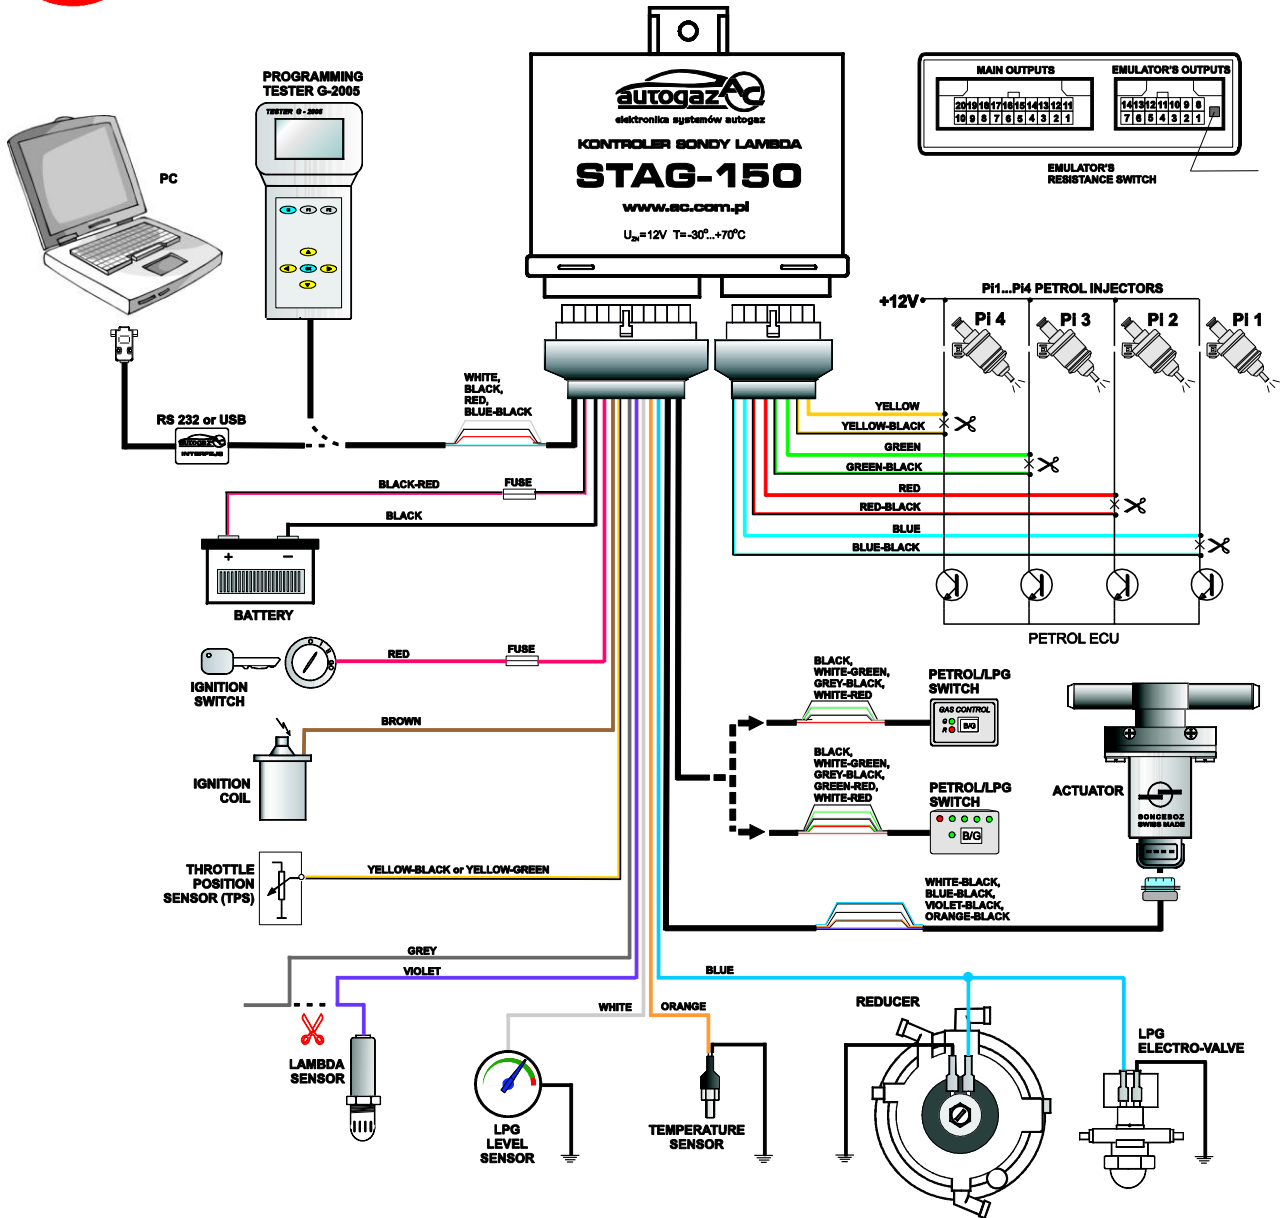 autogaz AC
elektronika systemów autogaz
KONTROLER SONDY LAMBDA
STAG-150
www.ac.com.pl
U ZN =12V T=-30°...+70°C
MAIN OUTPUTS
20 19 18 17 16 15 14 13 12 11
10 9 8 7 6 5 4 3 2 1
EMULATOR'S OUTPUTS
14 13 12 11 10 9 8
7 6 5 4 3 2 1
EMULATOR'S
RESISTANCE SWITCH
PROGRAMMING
TESTER G-2005
TESTER G - 2005
PC
RS 232 or USB
autogaz
INTERFEJS
WHITE,
BLACK,
RED,
BLUE-BLACK
Pi1...Pi4 PETROL INJECTORS
+12V
Pi 4
Pi 3
Pi 2
Pi 1
YELLOW
YELLOW-BLACK
GREEN
GREEN-BLACK
RED
RED-BLACK
BLUE
BLUE-BLACK
PETROL ECU
BLACK-RED
FUSE
BLACK
+ −
BATTERY
RED
FUSE
IGNITION
SWITCH
BROWN
IGNITION
COIL
YELLOW-BLACK or YELLOW-GREEN
THROTTLE
POSITION
SENSOR (TPS)
BLACK,
WHITE-GREEN,
GREY-BLACK,
WHITE-RED
PETROL/LPG
SWITCH
GAS CONTROL
G
R
B/G
BLACK,
WHITE-GREEN,
GREY-BLACK,
GREEN-RED,
WHITE-RED
PETROL/LPG
SWITCH
B/G
ACTUATOR
SONCEBOZ
SWISS MADE
WHITE-BLACK,
BLUE-BLACK,
VIOLET-BLACK,
ORANGE-BLACK
GREY
VIOLET
LAMBDA
SENSOR
WHITE
LPG
LEVEL
SENSOR
ORANGE
TEMPERATURE
SENSOR
BLUE
REDUCER
LPG
ELECTRO-VALVE